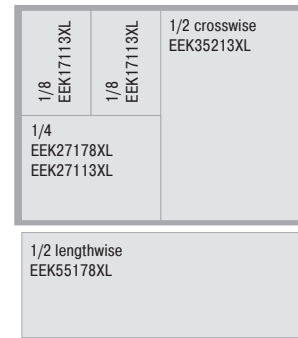 1/8
EEK17113XL
1/8
EEK17113XL
1/2 crosswise
EEK35213XL
1/4
EEK27178XL
EEK27113XL
1/2 lengthwise
EEK55178XL